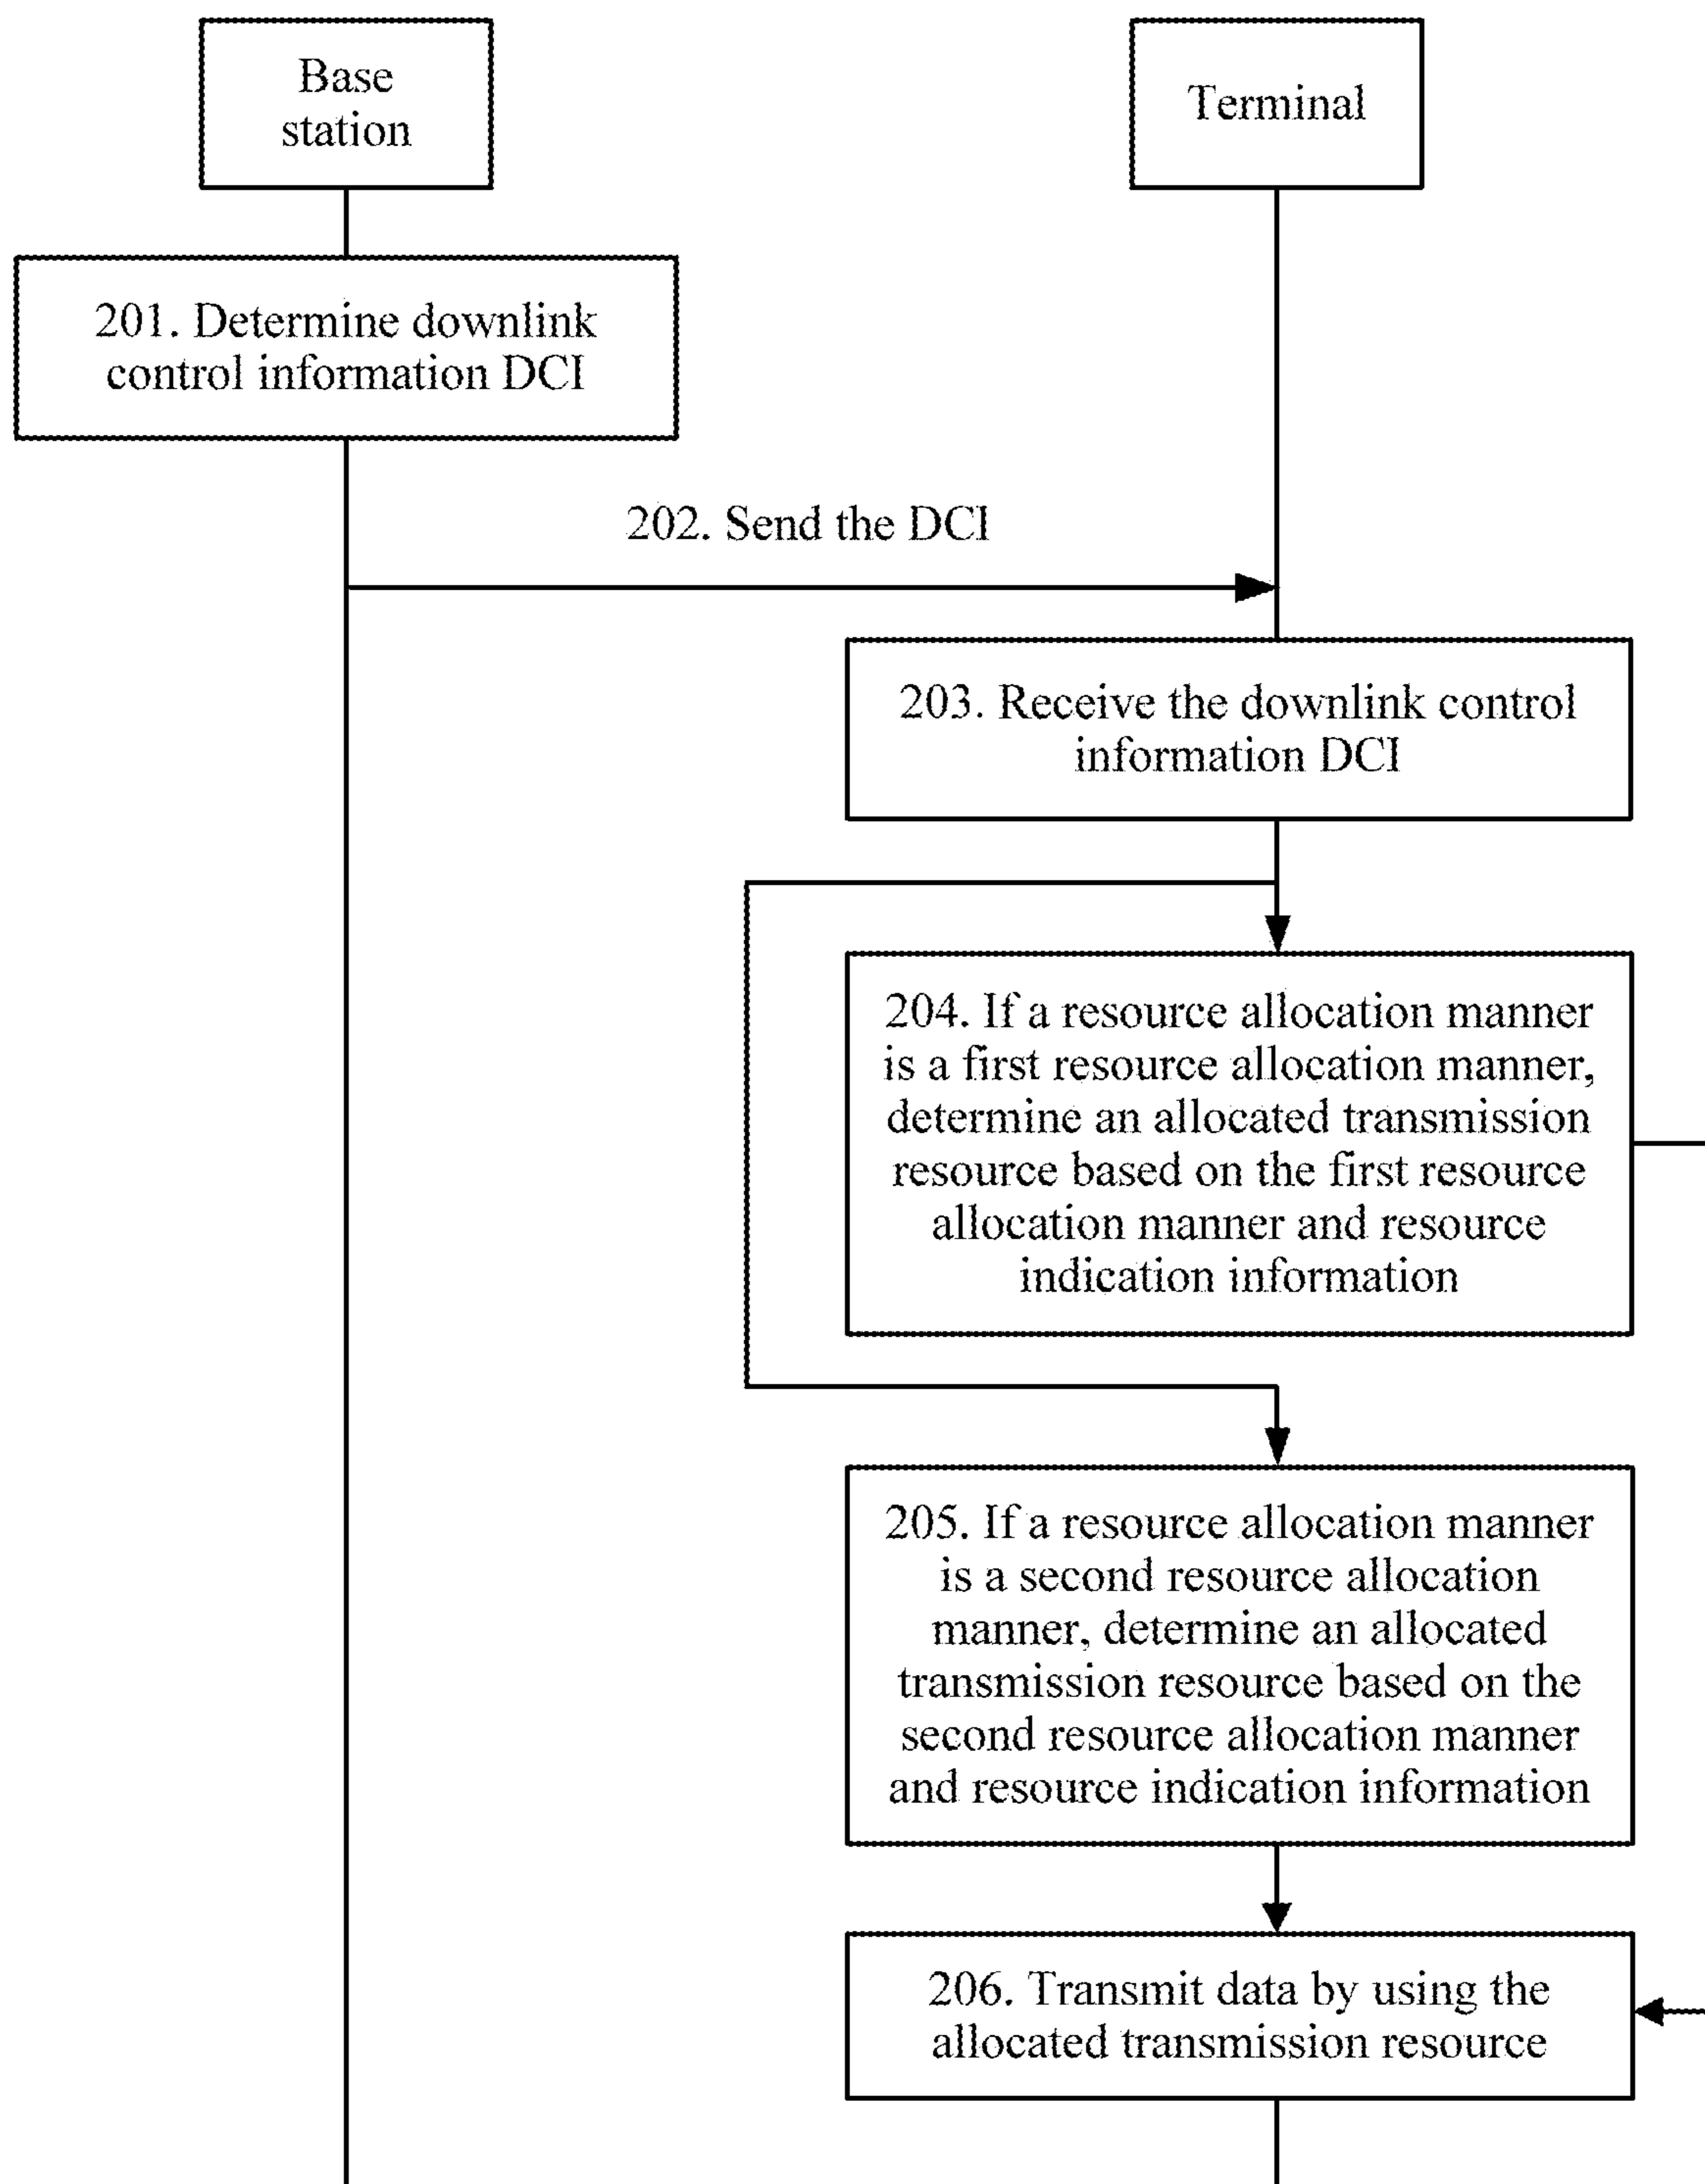 Base
station
Terminal
201. Determine downlink
control information DCI
202. Send the DCI
203. Receive the downlink control
information DCI
204. If a resource allocation manner
is a first resource allocation manner,
determine an allocated transmission
resource based on the first resource
allocation manner and resource
indication information
205. If a resource allocation manner
is a second resource allocation
manner, determine an allocated
transmission resource based on the
second resource allocation manner
and resource indication information
206. Transmit data by using the
allocated transmission resource